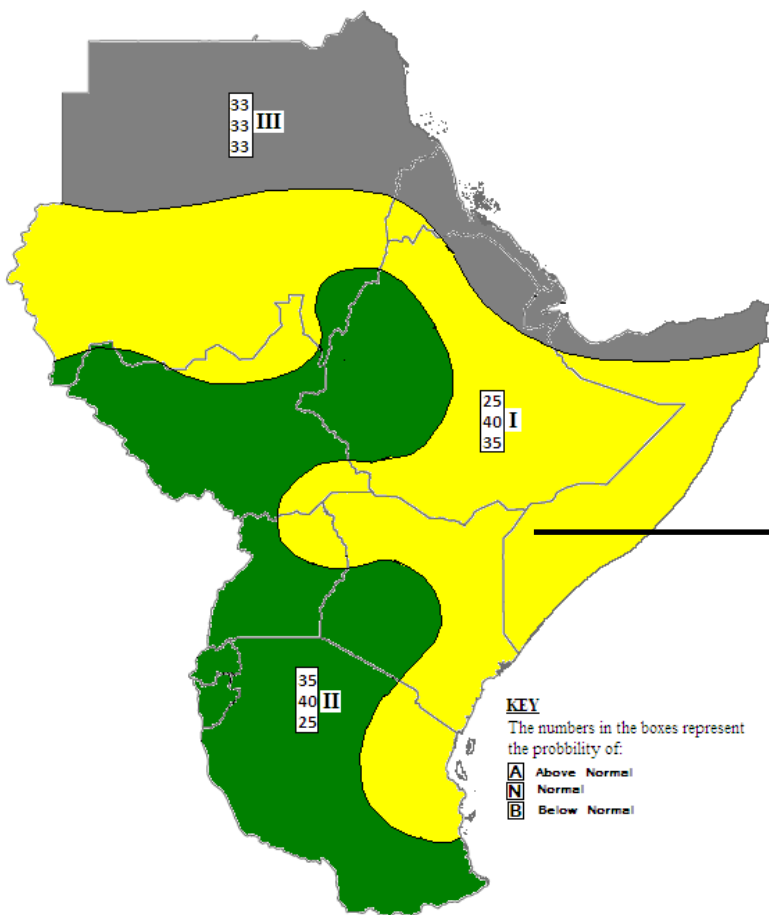 33
33 III
33
25
40 I
35
35
40 II
25
KEY
The numbers in the boxes represent
the probbility of:
A Above Normal
N Normal
B Below Normal